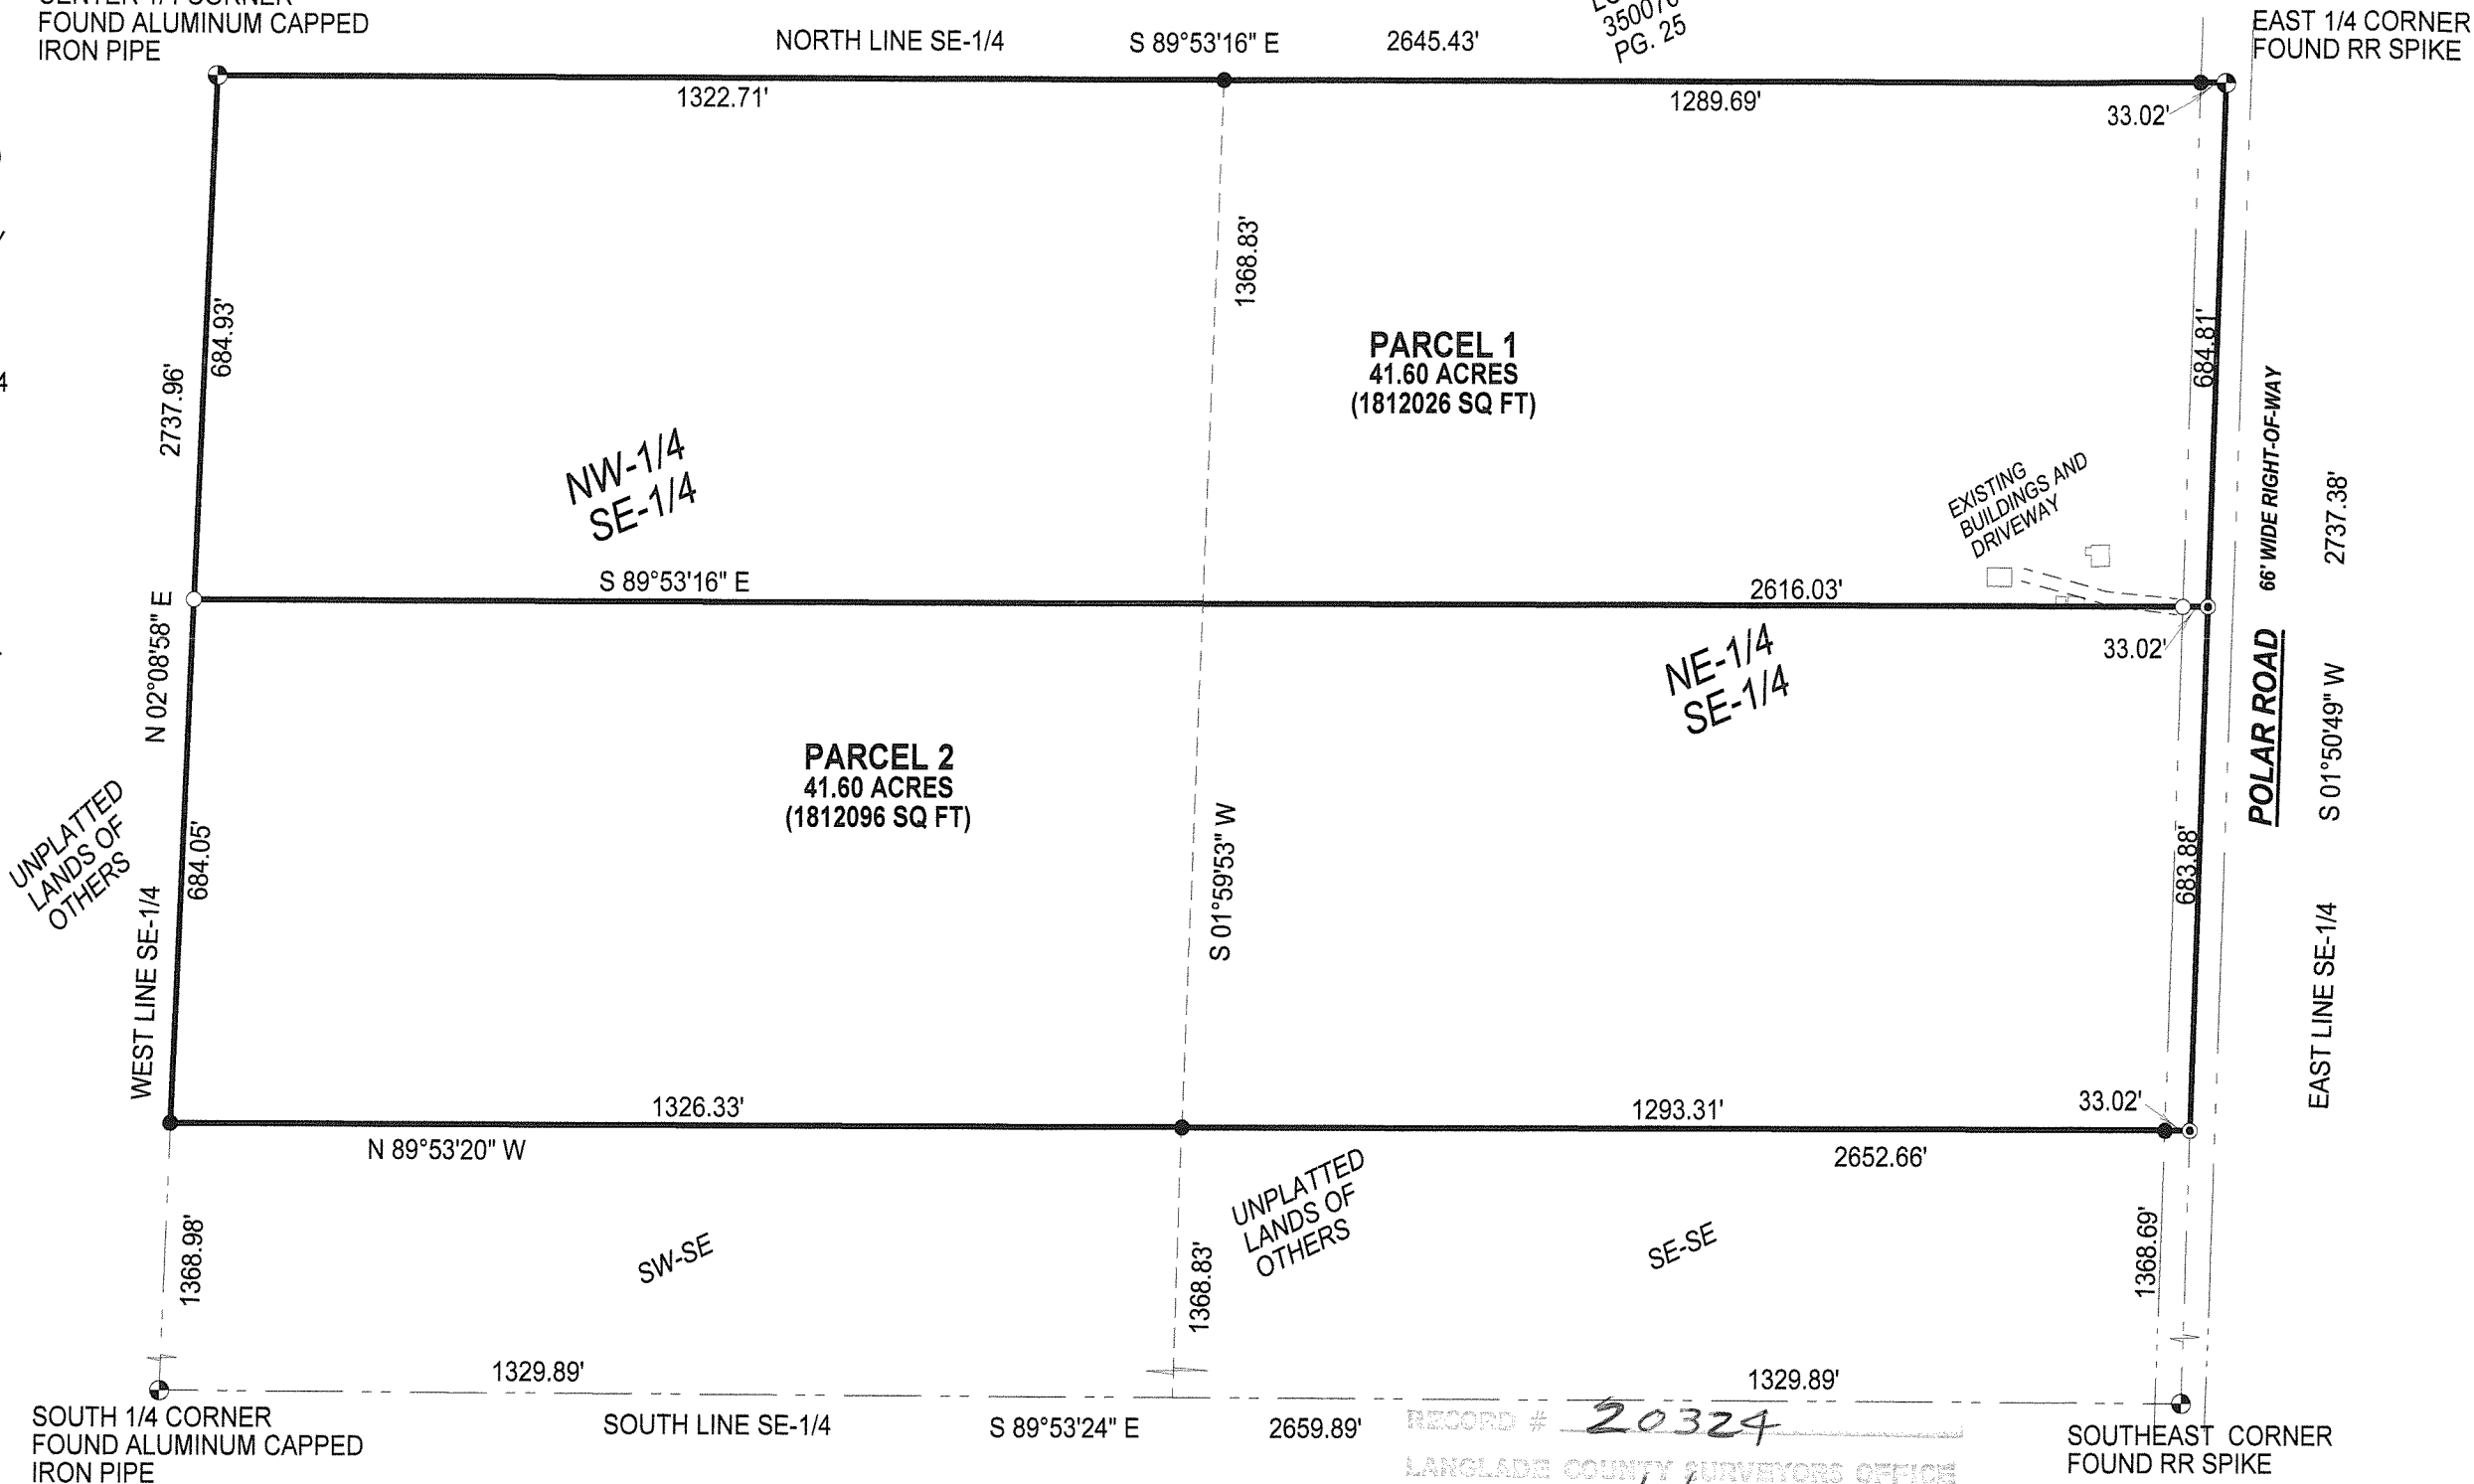 FOUND ALUMINUM CAPPED
IRON PIPE
NORTH LINE SE-1/4 S 89°53'16" E 2645.43'
PG. 25
EAST 1/4 CORNER
FOUND RR SPIKE
1322.71'
1289.69'
33.02'
1368.83'
684.93'
2737.96'
684.81'
PARCEL 1
41.60 ACRES
(1812026 SQ FT)
66' WIDE RIGHT-OF-WAY
2737.38'
NW-1/4
SE-1/4
EXISTING
BUILDINGS AND
DRIVEWAY
S 89°53'16" E
2616.03'
N 02°08'58" E
33.02'
NE-1/4
SE-1/4
POLAR ROAD
S 01°50'49" W
PARCEL 2
41.60 ACRES
(1812096 SQ FT)
UNPLATTED
LANDS OF
OTHERS
684.05'
S 01°59'53" W
683.88'
WEST LINE SE-1/4
EAST LINE SE-1/4
1326.33'
1293.31'
33.02'
N 89°53'20" W
2652.66'
UNPLATTED
LANDS OF
OTHERS
1368.98'
SW-SE
1368.83'
SE-SE
1368.69'
1329.89'
1329.89'
SOUTH 1/4 CORNER
FOUND ALUMINUM CAPPED
IRON PIPE
SOUTH LINE SE-1/4 S 89°53'24" E 2659.89'
RECORD # 20324
LANGLADE COUNTY SURVEYORS OFFICE
SOUTHEAST CORNER
FOUND RR SPIKE